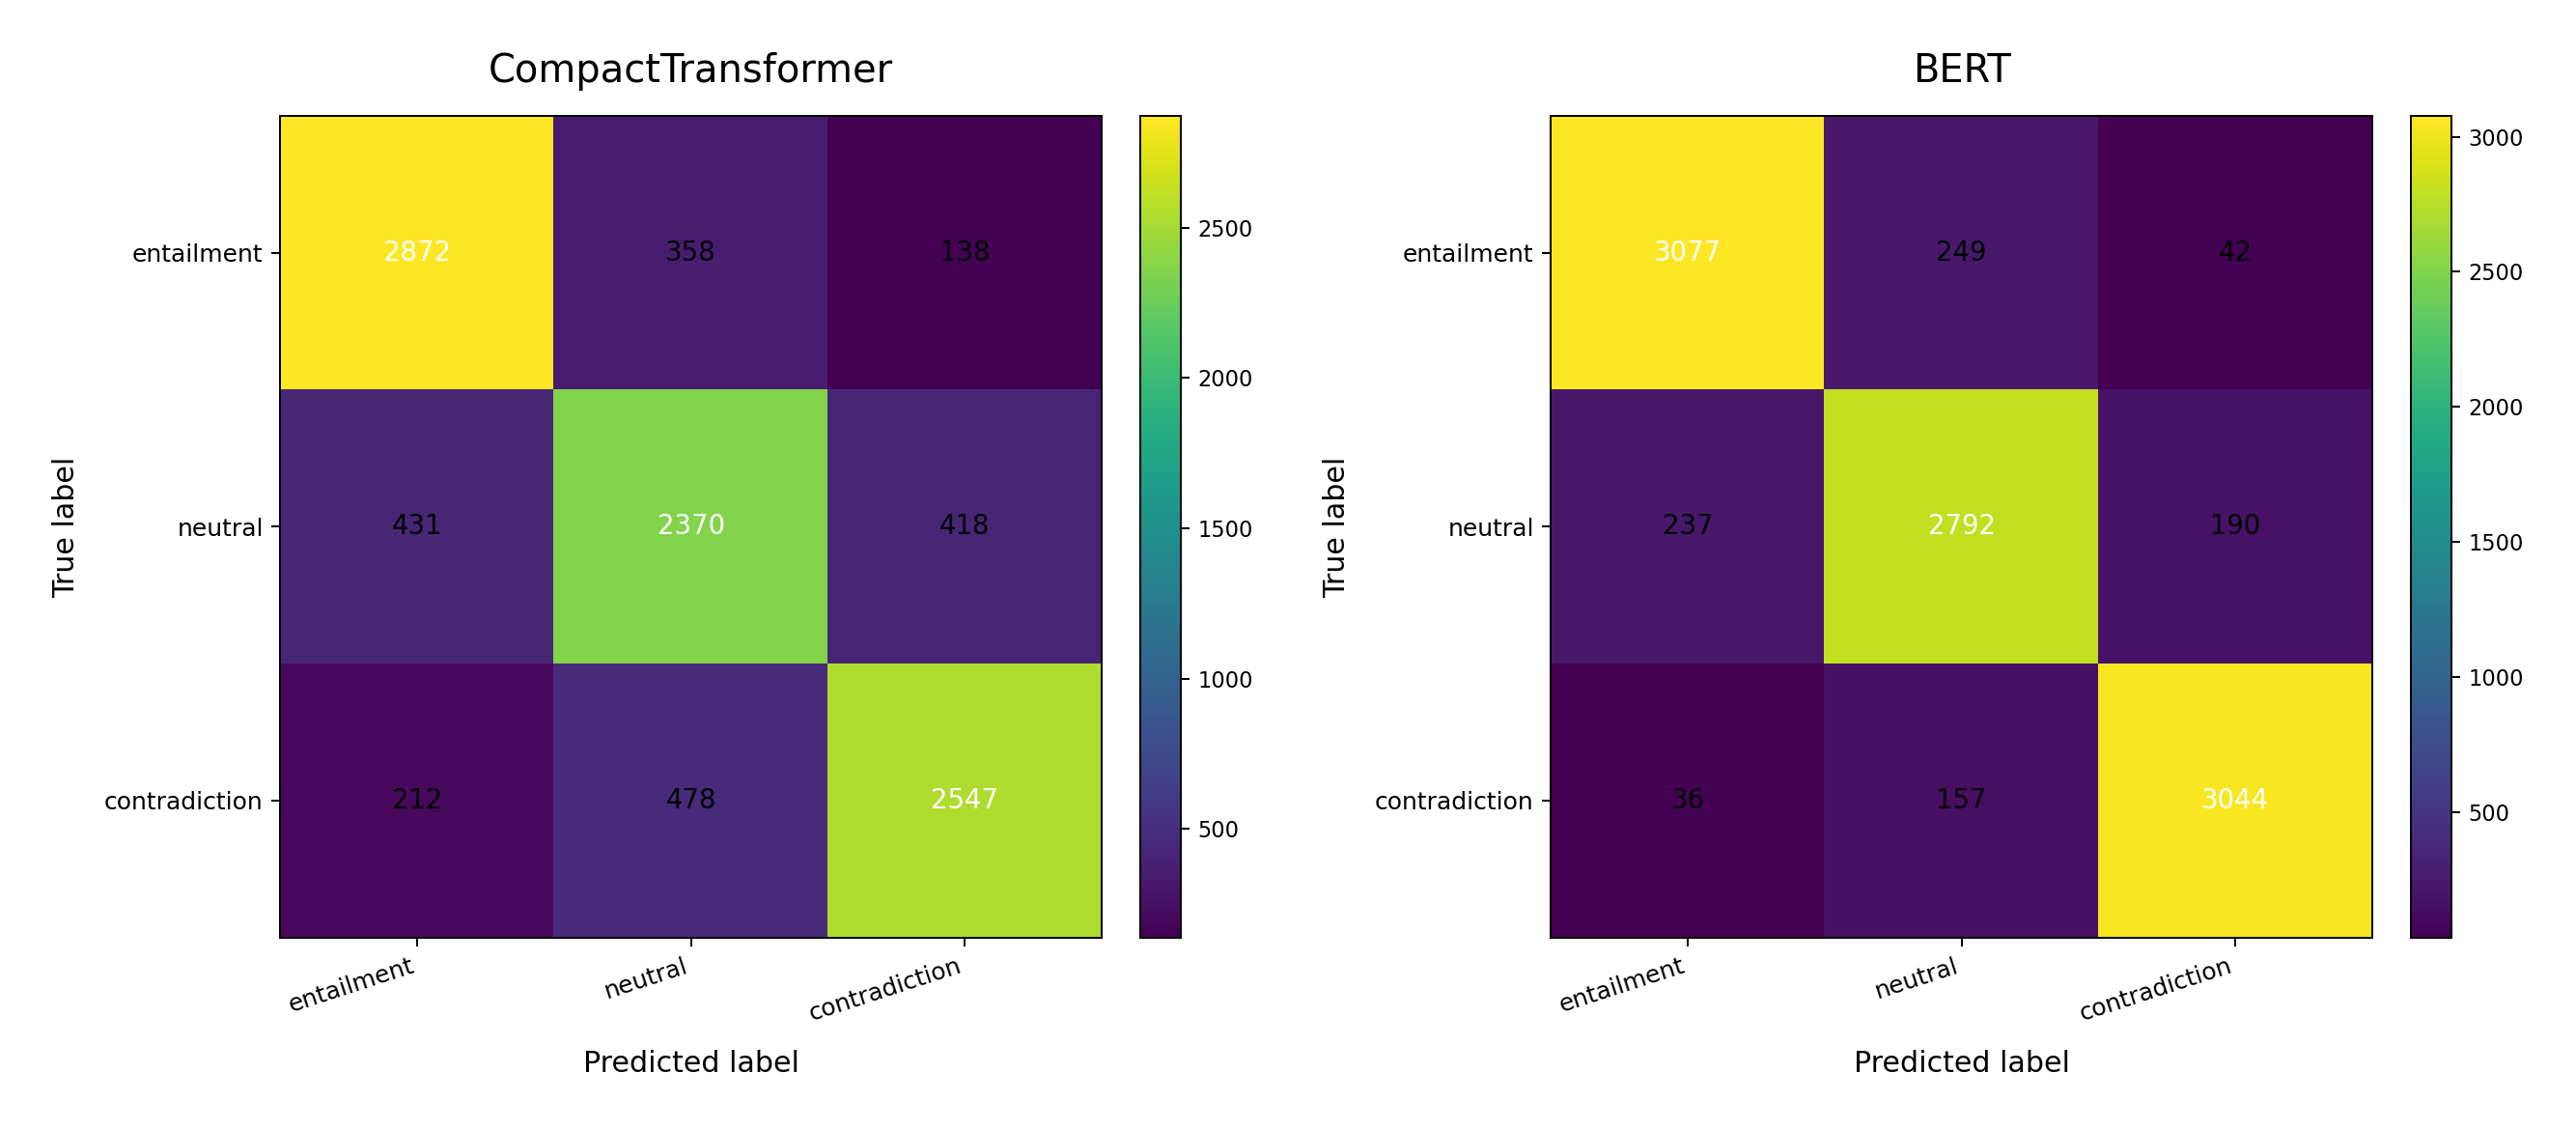 CompactTransformer
entailment 2872 358 138
neutral 431 2370 418
contradiction 212 478 2547
entailment neutral contradiction
True label
Predicted label
2500
2000
1500
1000
500
BERT
entailment 3077 249 42
neutral 237 2792 190
contradiction 36 157 3044
entailment neutral contradiction
True label
Predicted label
3000
2500
2000
1500
1000
500